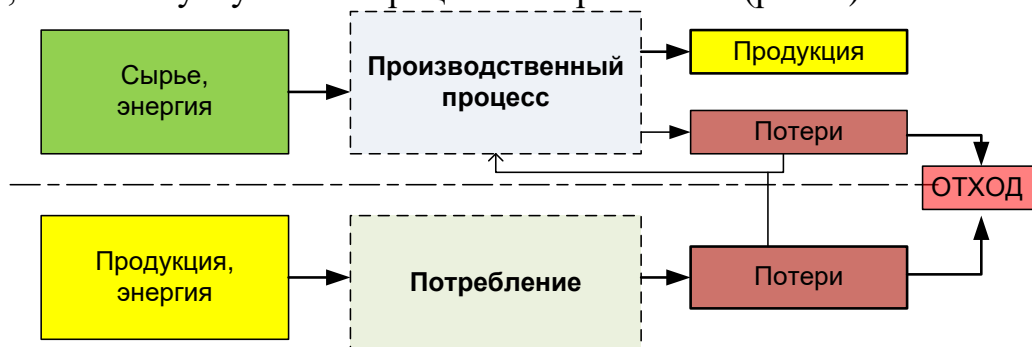 Сырье,
энергия
Производственный
процесс
Продукция
Потери
ОТХОД
Продукция,
энергия
Потребление
Потери